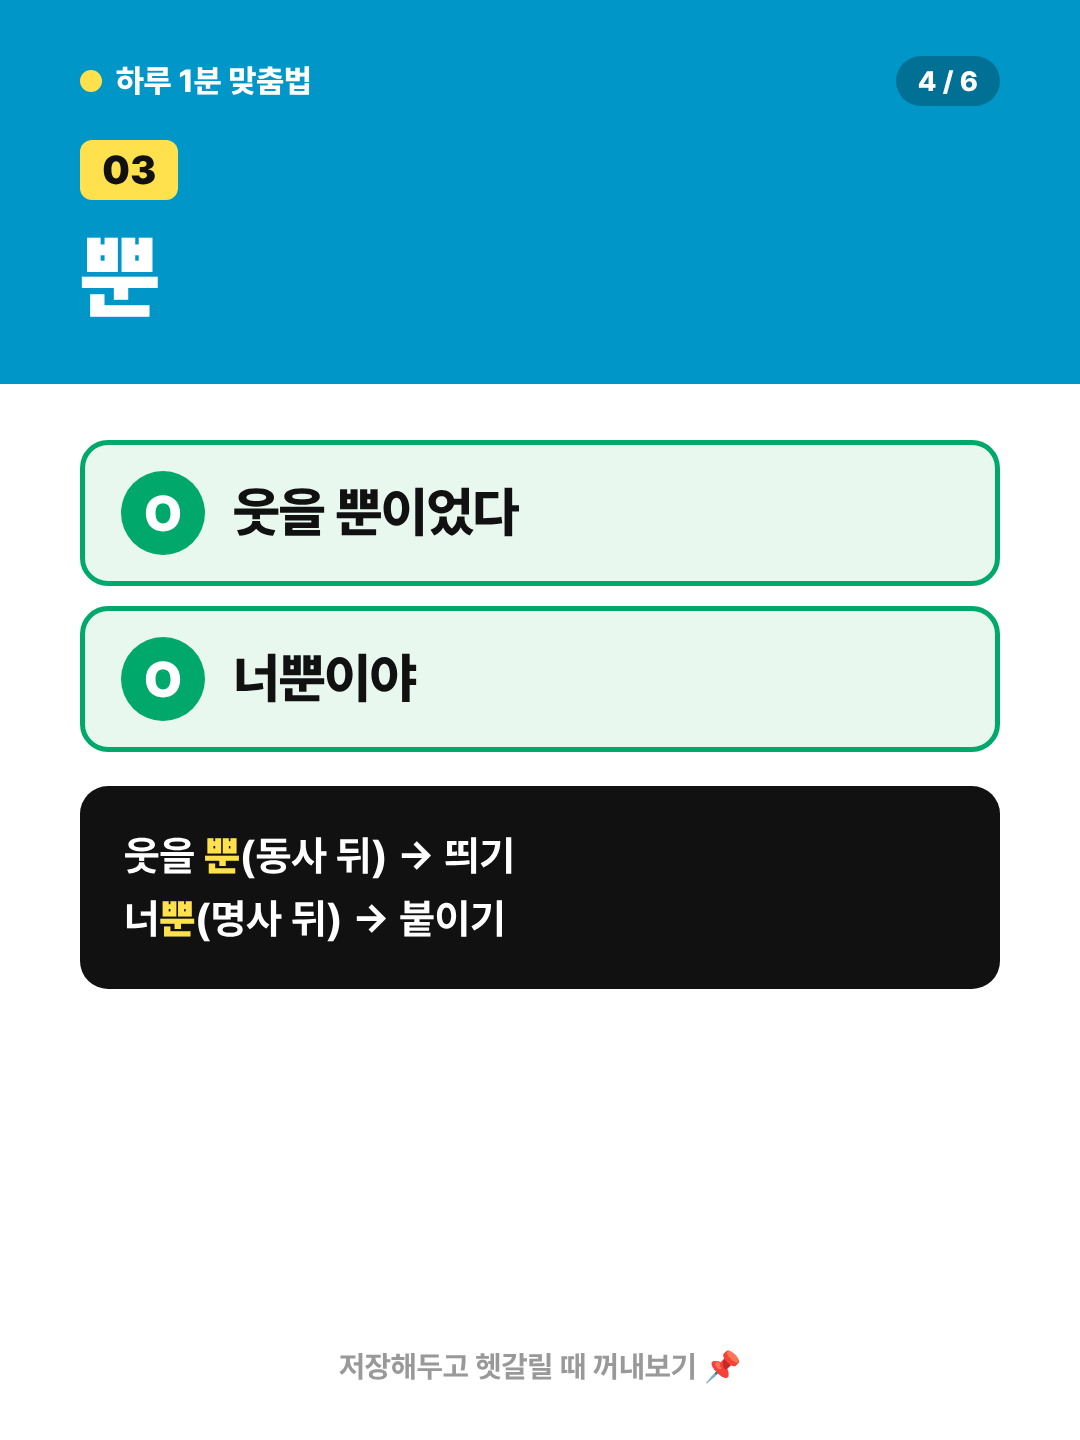 하루 1분 맞춤법
4 / 6
03
뿐
O 웃을 뿐이었다
O 너뿐이야
웃을 뿐(동사 뒤) → 띄기
너뿐(명사 뒤) → 붙이기
저장해두고 헷갈릴 때 꺼내보기 📌